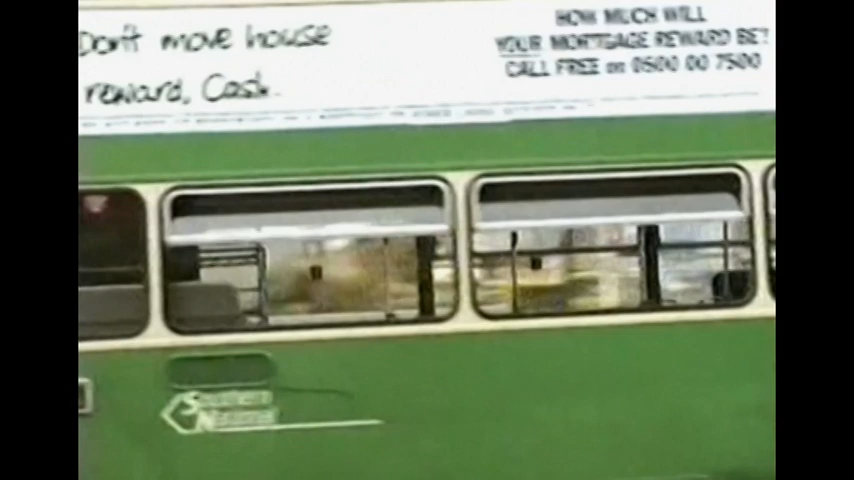 Don't move house
reward, Cash.
HOW MUCH WILL
YOUR MORTGAGE REWARD BE?
CALL FREE on 0500 00 7500
Southern
National